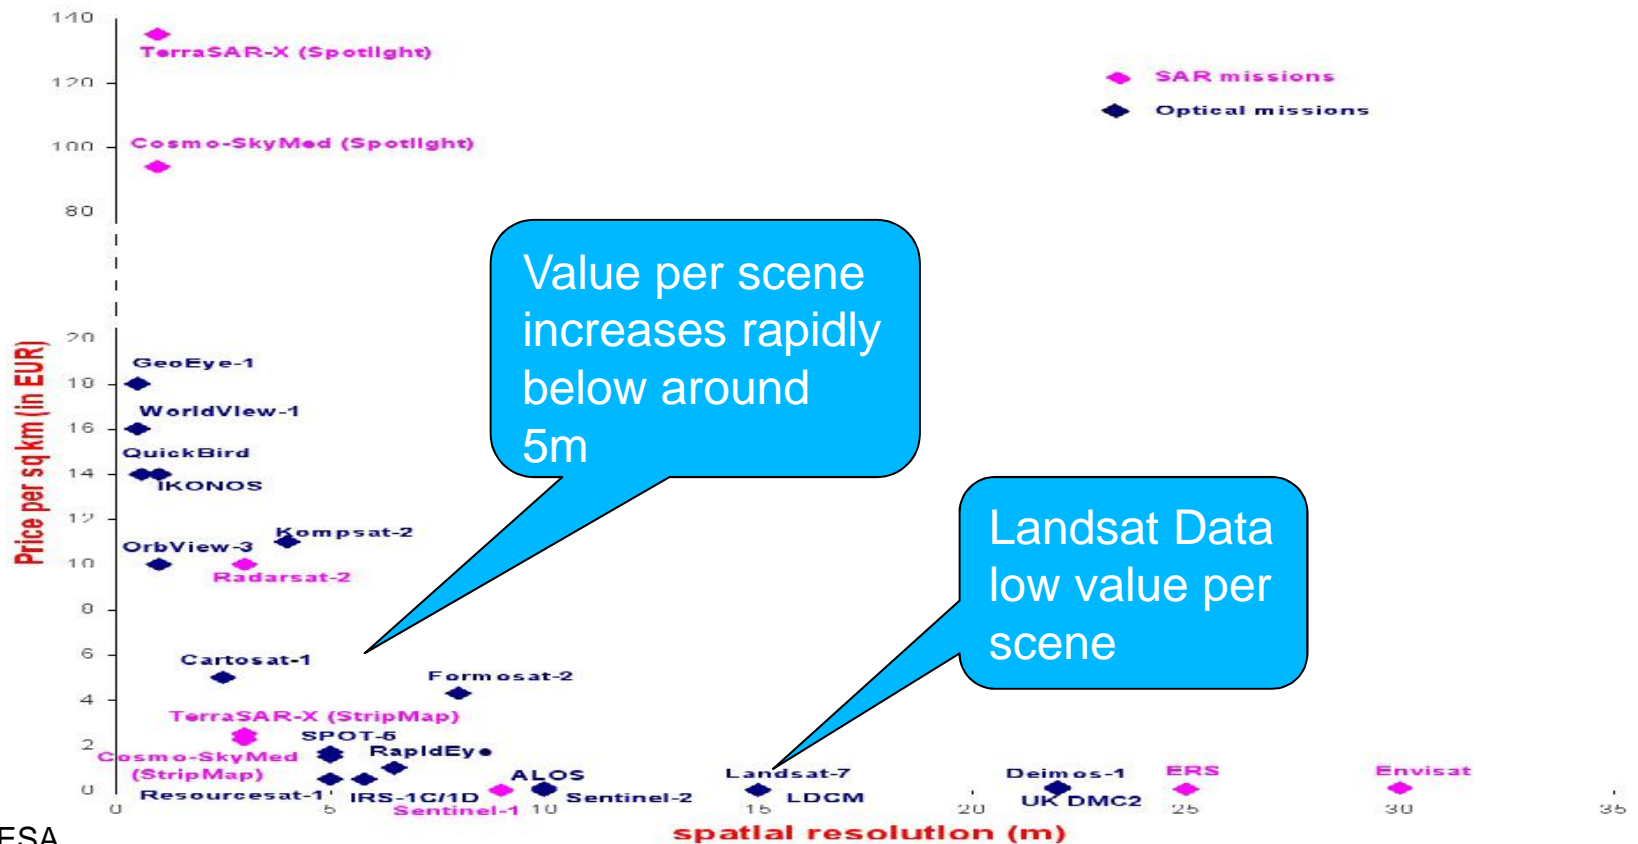 140
TerraSAR-X (Spotlight)
SAR missions
120
Optical missions
100
Cosmo-SkyMed (Spotlight)
80
Value per scene
increases rapidly
below around
5m
20
GeoEye-1
18
WorldView-1
16
QuickBird
14
IKONOS
12
Kompsat-2
OrbView-3
10
Radarsat-2
8
Landsat Data
low value per
scene
6
Cartosat-1
Formosat-2
4
TerraSAR-X (StripMap)
SPOT-5
2
RapidEye
Cosmo-SkyMed
(StripMap)
ALOS
Landsat-7
Deimos-1
ERS
Envisat
0
Resourcesat-1
IRS-1C/1D
Sentinel-2
LDCM
UK DMC2
Sentinel-1
0 5 10 15 20 25 30 35
spatial resolution (m)
Price per sq km (in EUR)
ESA